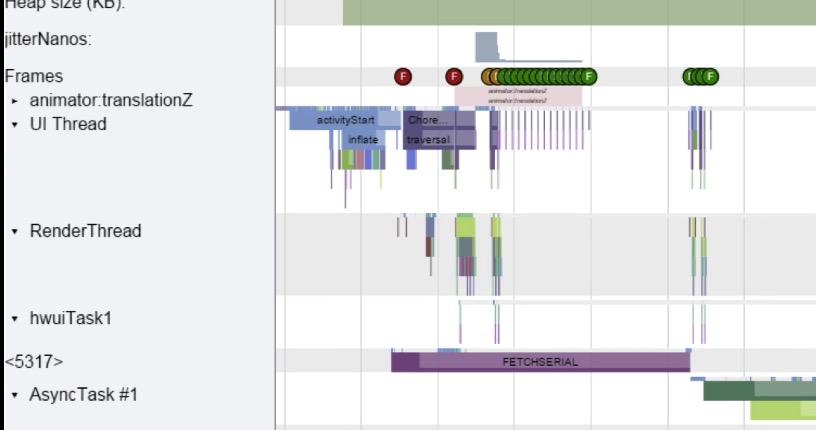 Heap size (KB):
jitterNanos:
Frames
F F F F
animator:translationZ
animator:translationZ
animator:translationZ
UI Thread
activityStart Chore...
inflate traversal
RenderThread
hwuiTask1
<5317>
FETCHSERIAL
AsyncTask #1